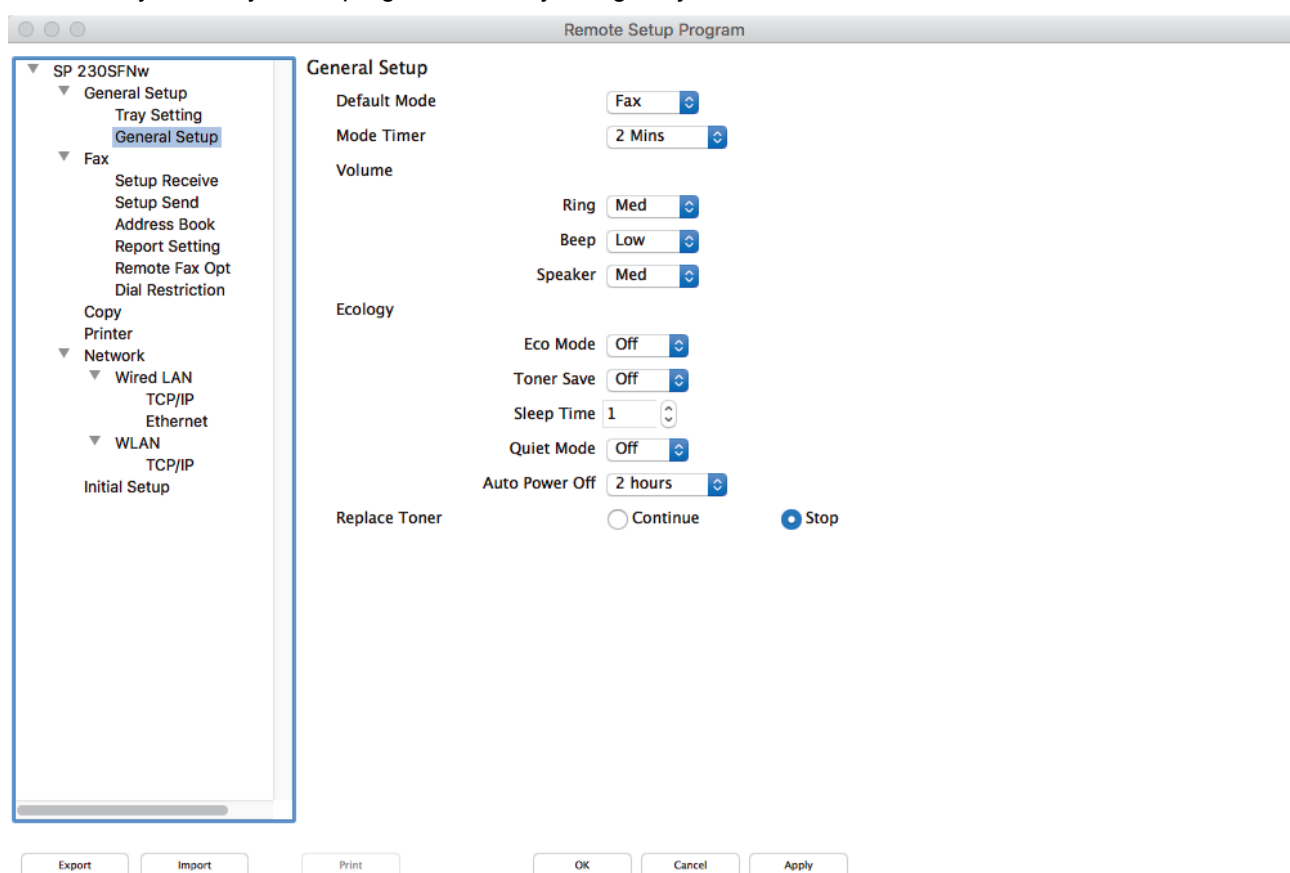 Remote Setup Program
SP 230SFNw
General Setup
Tray Setting
General Setup
Fax
Setup Receive
Setup Send
Address Book
Report Setting
Remote Fax Opt
Dial Restriction
Copy
Printer
Network
Wired LAN
TCP/IP
Ethernet
WLAN
TCP/IP
Initial Setup
General Setup
Default Mode Fax
Mode Timer 2 Mins
Volume
Ring Med
Beep Low
Speaker Med
Ecology
Eco Mode Off
Toner Save Off
Sleep Time 1
Quiet Mode Off
Auto Power Off 2 hours
Replace Toner Continue Stop
Export Import Print OK Cancel Apply